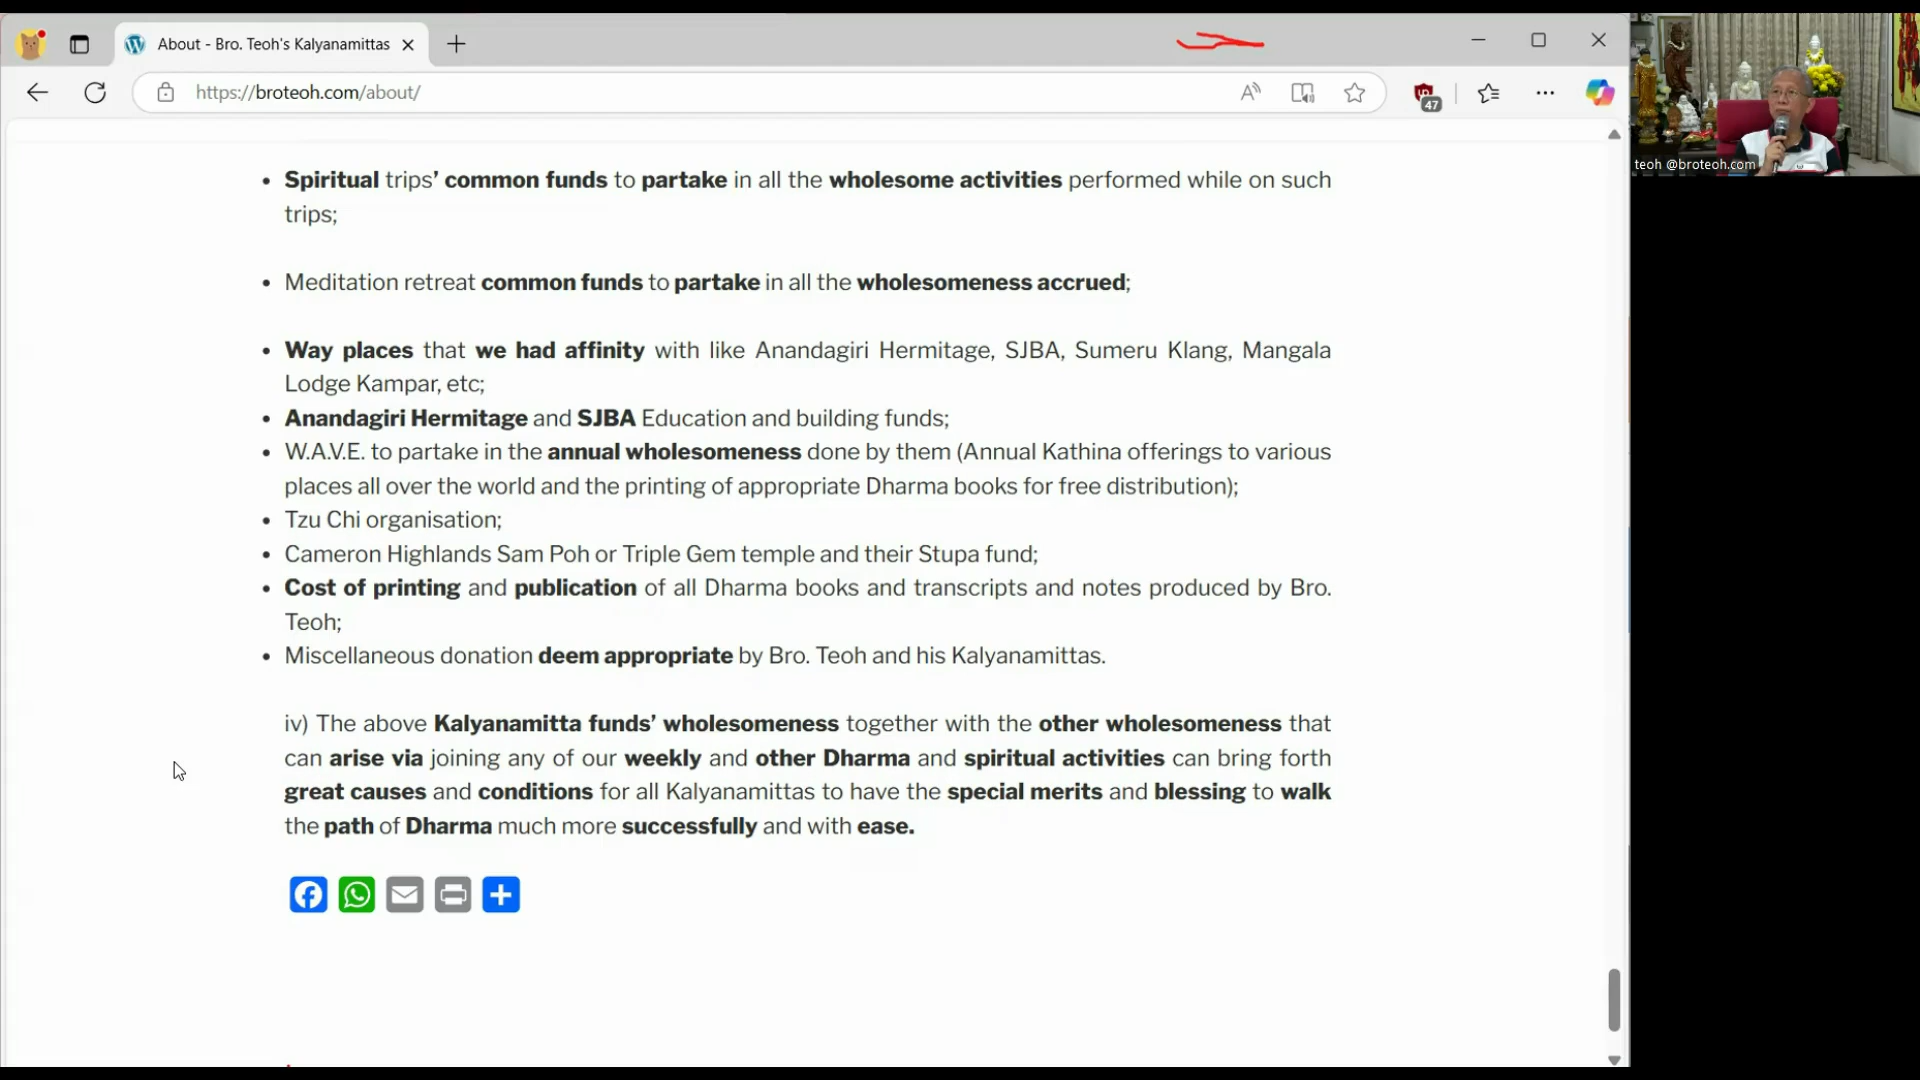 About - Bro. Teoh's Kalyanamittas
https://broteoh.com/about/
47
teoh @broteoh.com
• Spiritual trips’ common funds to partake in all the wholesome activities performed while on such
trips;
• Meditation retreat common funds to partake in all the wholesomeness accrued;
• Way places that we had affinity with like Anandagiri Hermitage, SJBA, Sumeru Klang, Mangala
Lodge Kampar, etc;
• Anandagiri Hermitage and SJBA Education and building funds;
• W.A.V.E. to partake in the annual wholesomeness done by them (Annual Kathina offerings to various
places all over the world and the printing of appropriate Dharma books for free distribution);
• Tzu Chi organisation;
• Cameron Highlands Sam Poh or Triple Gem temple and their Stupa fund;
• Cost of printing and publication of all Dharma books and transcripts and notes produced by Bro.
Teoh;
• Miscellaneous donation deem appropriate by Bro. Teoh and his Kalyanamittas.
iv) The above Kalyanamitta funds’ wholesomeness together with the other wholesomeness that
can arise via joining any of our weekly and other Dharma and spiritual activities can bring forth
great causes and conditions for all Kalyanamittas to have the special merits and blessing to walk
the path of Dharma much more successfully and with ease.